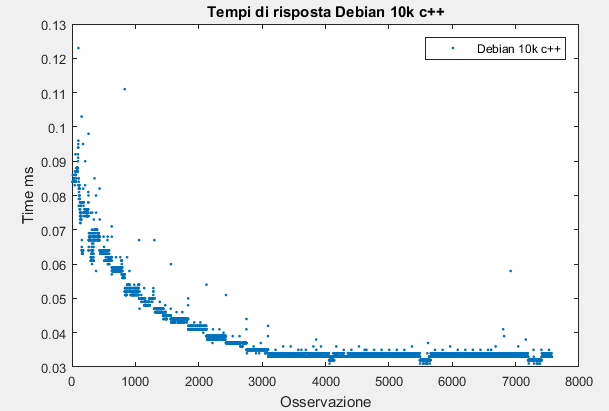 Tempi di risposta Debian 10k c++
Debian 10k c++
Time ms
0.13
0.12
0.11
0.1
0.09
0.08
0.07
0.06
0.05
0.04
0.03
0 1000 2000 3000 4000 5000 6000 7000 8000
Osservazione